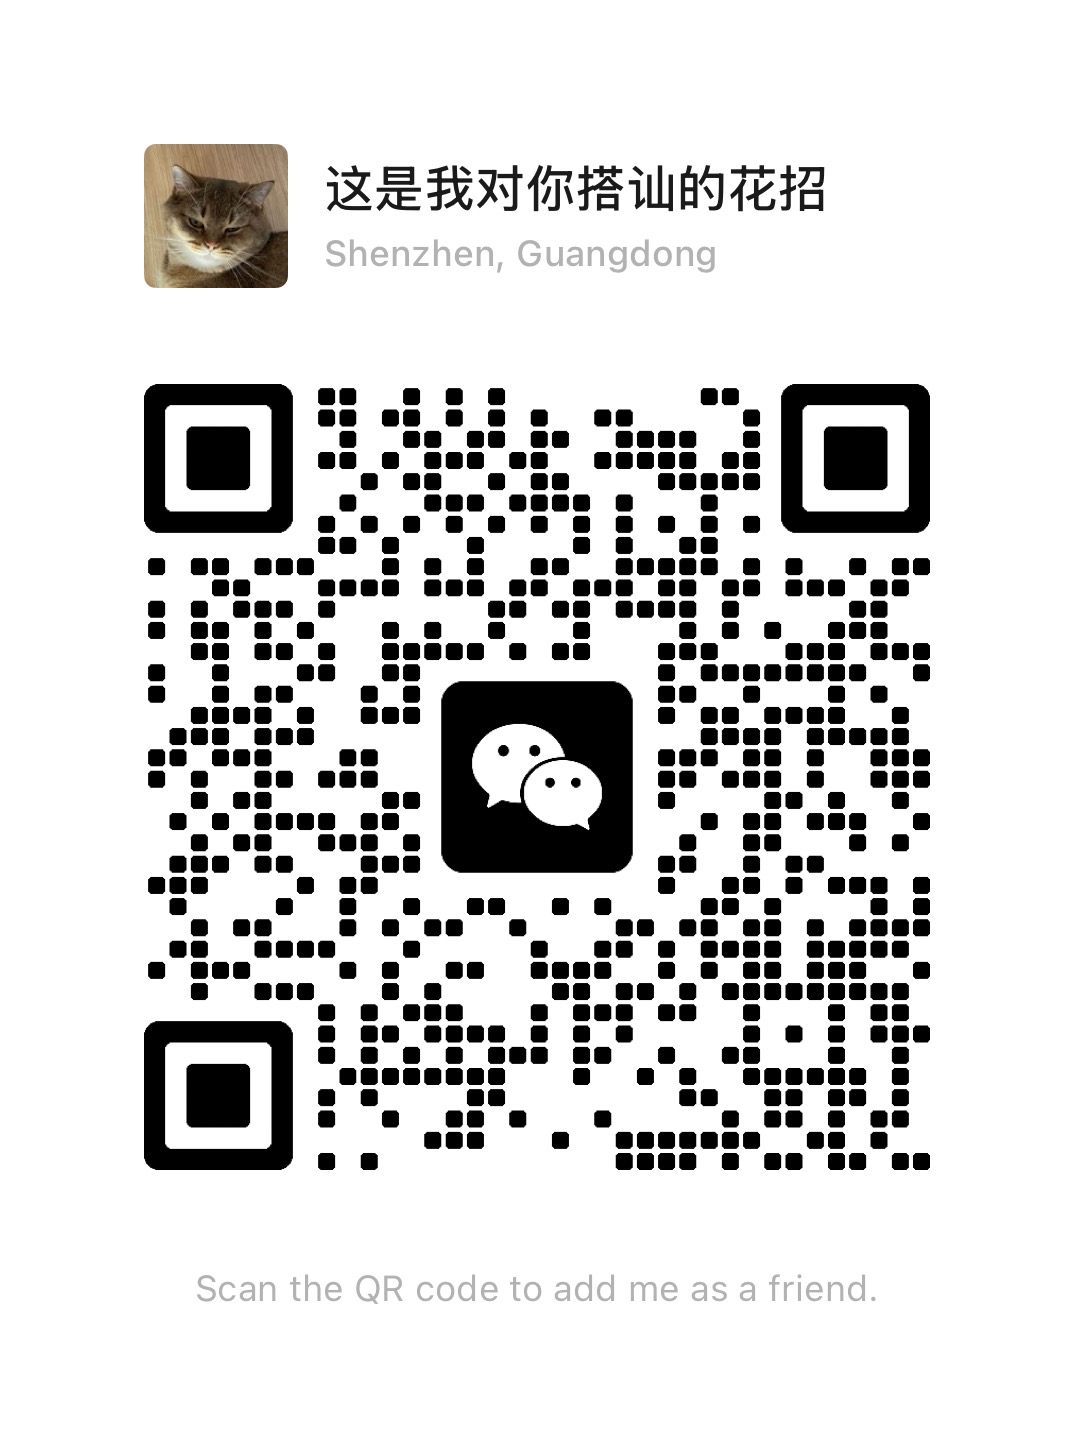 这是我对你搭讪的花招
Shenzhen, Guangdong
Scan the QR code to add me as a friend.